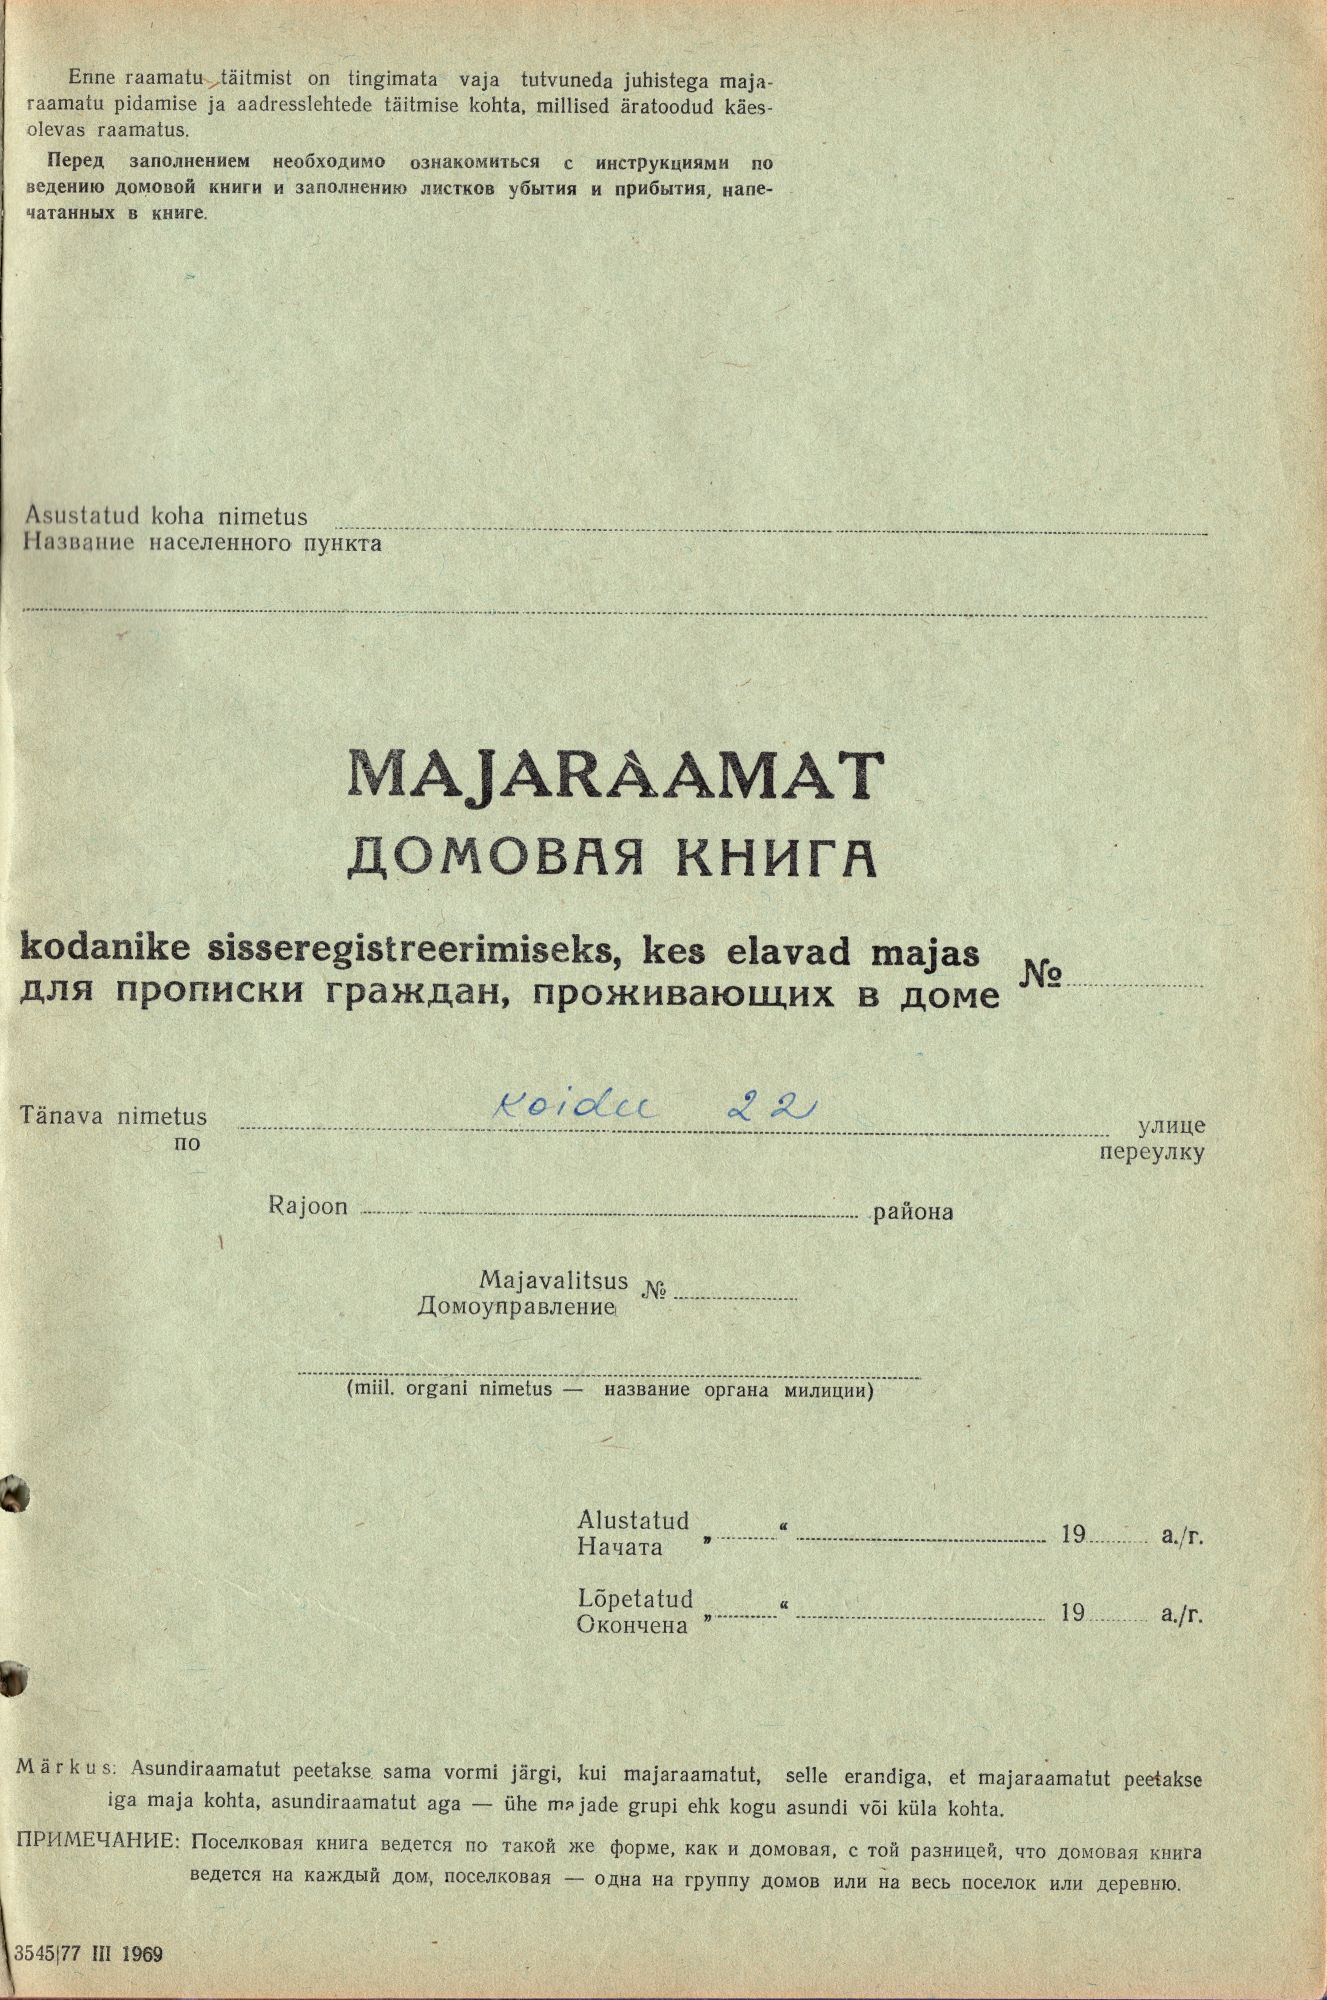 Enne raamatu täitmist on tingimata vaja tutvuneda juhistega maja-
raamatu pidamise ja aadresslehtede täitmise kohta, millised äratoodud käes-
olevas raamatus.
Перед заполнением необходимо ознакомиться с инструкциями по
ведению домовой книги и заполнению листков убытия и прибытия, напе-
чатанных в книге.
Asustatud koha nimetus
Название населенного пункта
MAJARAAMAT
ДОМОВАЯ КНИГА
kodanike sisseregistreerimiseks, kes elavad majas №
для прописки граждан, проживающих в доме
Tänava nimetus Koidu 22 улице
по переулку
Rajoon района
Majavalitsus №
Домоуправление
(miil. organi nimetus — название органа милиции)
Alustatud „ “ 19 a./г.
Начата
Lõpetatud „ “ 19 a./г.
Окончена
Märkus: Asundiraamatut peetakse sama vormi järgi, kui majaraamatut, selle erandiga, et majaraamatut peetakse
iga maja kohta, asundiraamatut aga — ühe majade grupi ehk kogu asundi või küla kohta.
ПРИМЕЧАНИЕ: Поселковая книга ведется по такой же форме, как и домовая, с той разницей, что домовая книга
ведется на каждый дом, поселковая — одна на группу домов или на весь поселок или деревню.
3545|77 III 1969